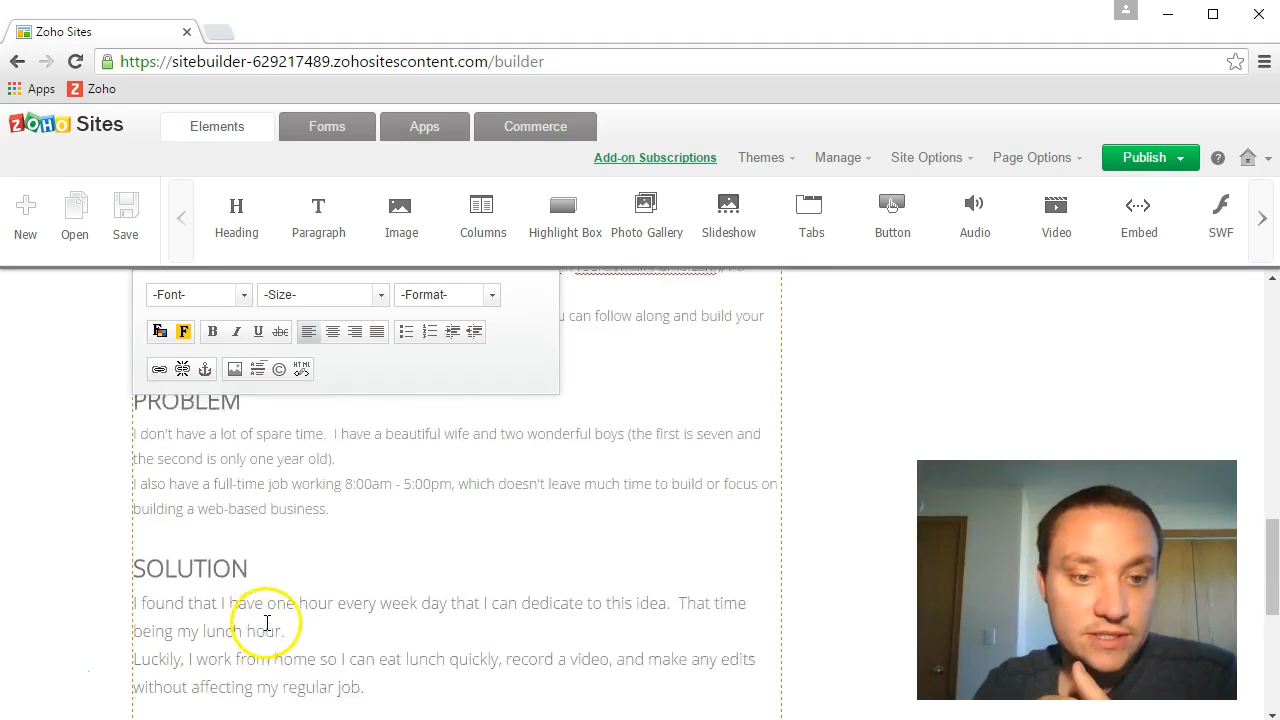 Zoho Sites
https://sitebuilder-629217489.zohositescontent.com/builder
Apps Zoho
ZOHO Sites Elements Forms Apps Commerce
Add-on Subscriptions Themes Manage Site Options Page Options Publish ?
New Open Save Heading Paragraph Image Columns Highlight Box Photo Gallery Slideshow Tabs Button Audio Video Embed SWF
-Font- -Size- -Format-
u can follow along and build your
B I U abc
HTML
PROBLEM
I don't have a lot of spare time. I have a beautiful wife and two wonderful boys (the first is seven and
the second is only one year old).
I also have a full-time job working 8:00am - 5:00pm, which doesn't leave much time to build or focus on
building a web-based business.
SOLUTION
I found that I have one hour every week day that I can dedicate to this idea. That time
being my lunch hour.
Luckily, I work from home so I can eat lunch quickly, record a video, and make any edits
without affecting my regular job.